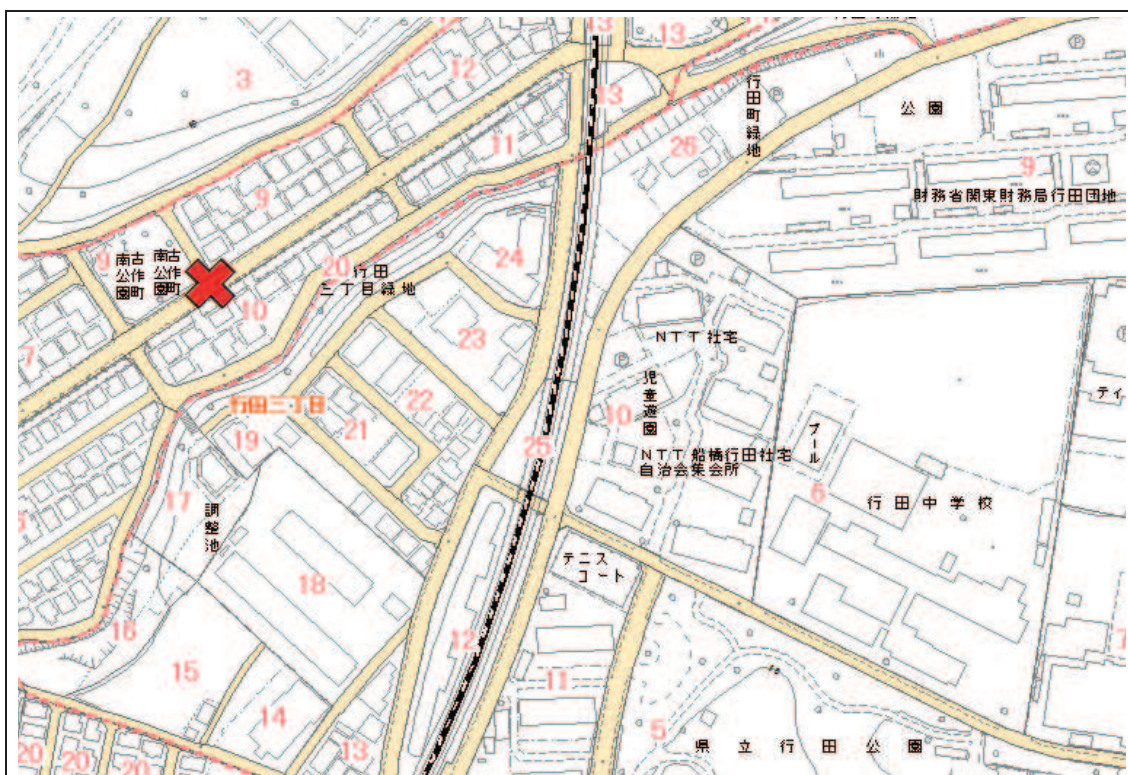 13
13
12
3
13
行田町緑地
公園
11
26
9
財務省関東財務局行田団地
9
9
南古作町公園
南古作町公園
20
行田三丁目緑地
24
10
23
7
NTT社宅
児童遊園
22
行田二丁目
10
プール
テイ
19
21
25
NTT船橋行田社宅
自治会集会所
17
6
行田中学校
調整池
テニス
コート
18
16
12
15
11
14
5
7
県立行田公園
13
20
20
20